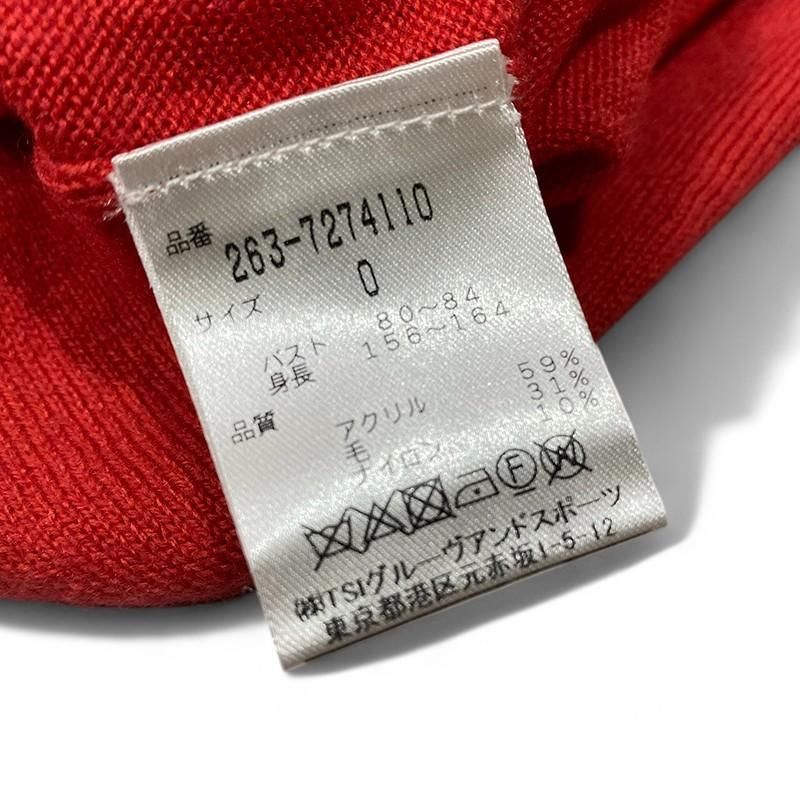 品番 263-7274110
サイズ 0
バスト 80~84
身長 156~164
品質 アクリル 59%
毛 31%
ナイロン 10%
F W
㈱TSIグルーヴアンドスポーツ
東京都港区元赤坂1-5-12